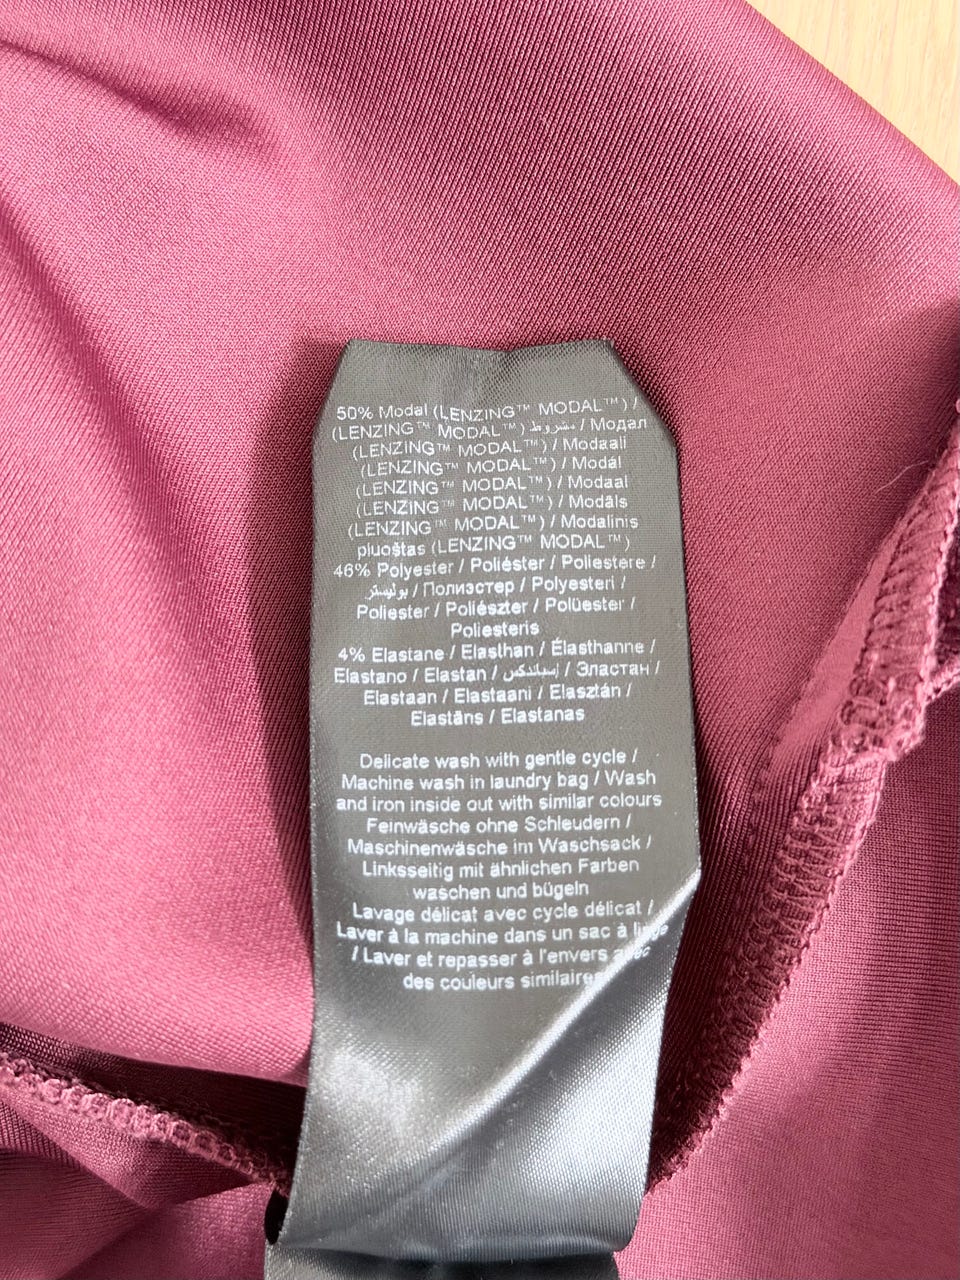 50% Modal (LENZING™ MODAL™) /
(LENZING™ MODAL™) مشروط / Модал
(LENZING™ MODAL™) / Modaali
(LENZING™ MODAL™) / Modál
(LENZING™ MODAL™) / Modaal
(LENZING™ MODAL™) / Modāls
(LENZING™ MODAL™) / Modalinis
pluoštas (LENZING™ MODAL™)
46% Polyester / Poliéster / Poliestere /
بوليستر / Полиэстер / Polyesteri /
Poliester / Poliészter / Polüester /
Poliesteris
4% Elastane / Elasthan / Élasthanne /
Elastano / Elastan / إسباندكس / Эластан /
Elastaan / Elastaani / Elasztán /
Elastāns / Elastanas
Delicate wash with gentle cycle /
Machine wash in laundry bag / Wash
and iron inside out with similar colours
Feinwäsche ohne Schleudern /
Maschinenwäsche im Waschsack /
Linksseitig mit ähnlichen Farben
waschen und bügeln
Lavage délicat avec cycle délicat /
Laver à la machine dans un sac à linge
/ Laver et repasser à l'envers avec
des couleurs similaires